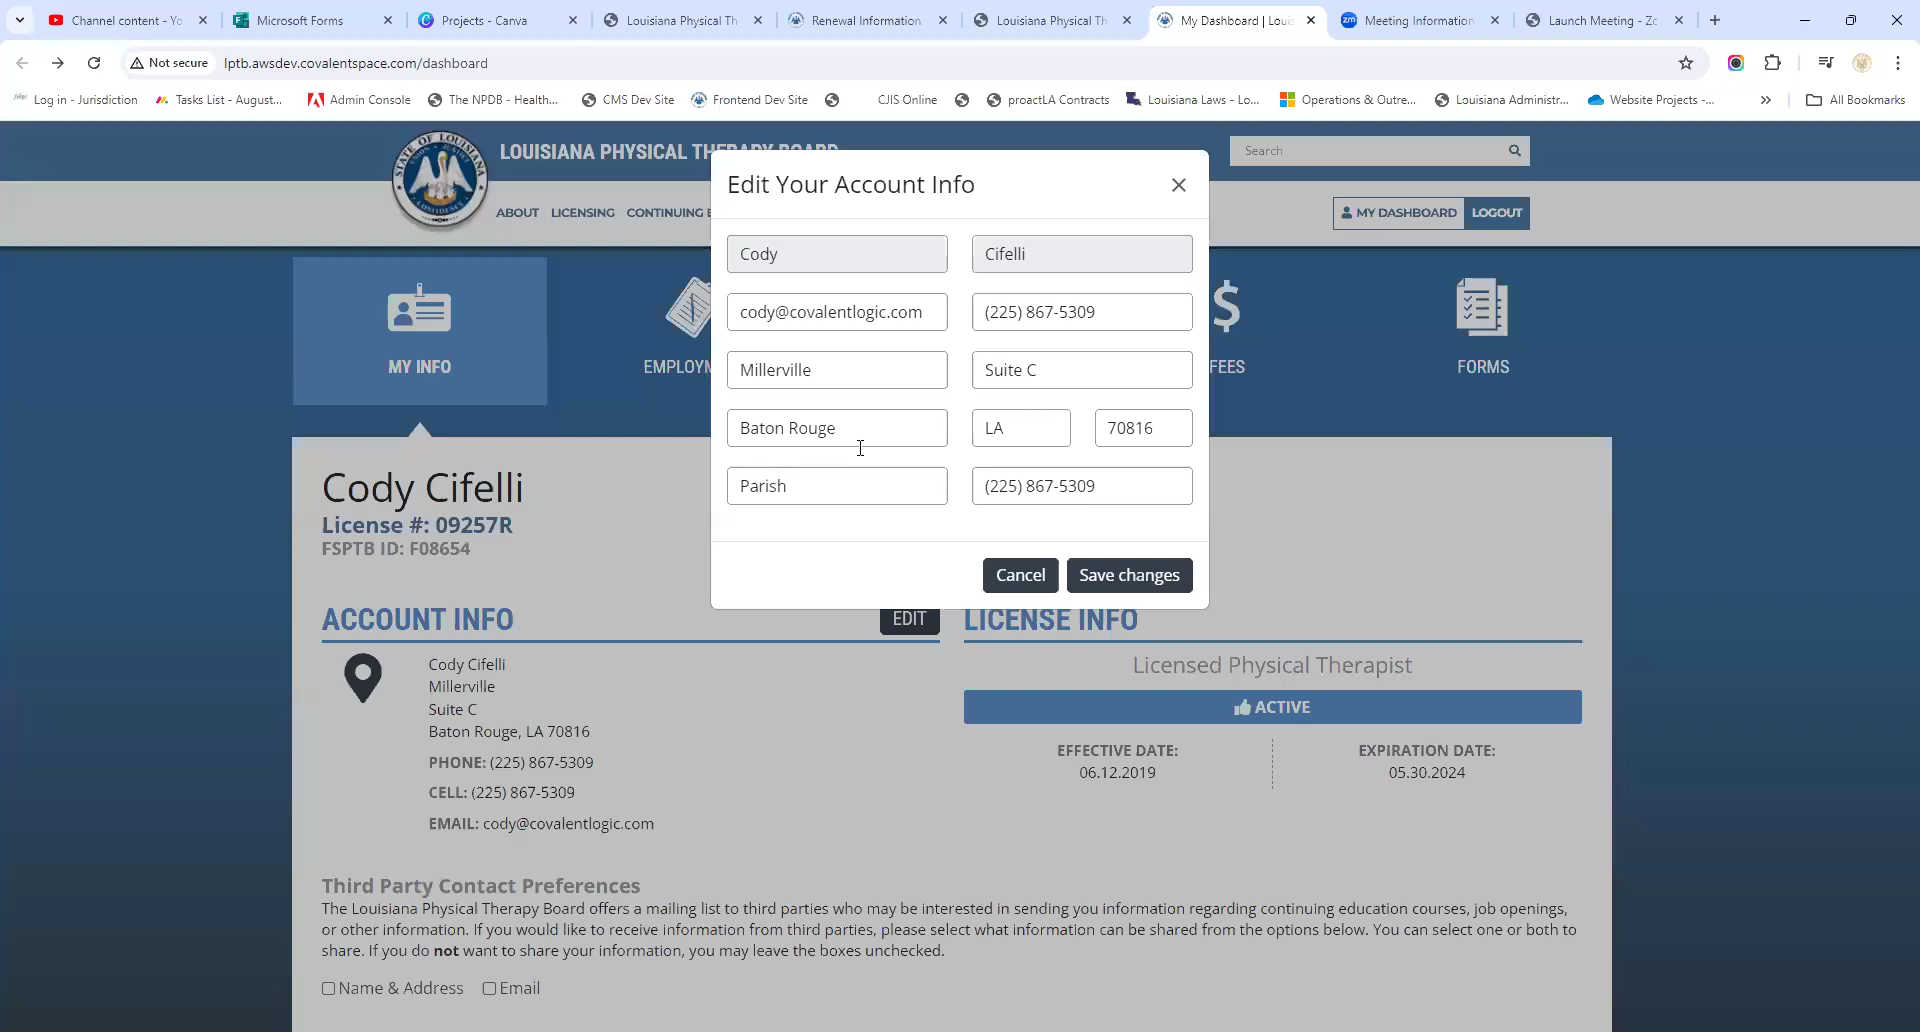 Channel content - Yo
Microsoft Forms
Projects - Canva
Louisiana Physical Th
Renewal Information
Louisiana Physical Th
My Dashboard | Louis
zm
Meeting Information
Launch Meeting - Zo
Not secure
lptb.awsdev.covalentspace.com/dashboard
Log in - Jurisdiction
Tasks List - August...
Admin Console
The NPDB - Health...
CMS Dev Site
Frontend Dev Site
CJIS Online
proactLA Contracts
Louisiana Laws - Lo...
Operations & Outre...
Louisiana Administr...
Website Projects -...
All Bookmarks
STATE OF LOUISIANA
CONFIDENCE
LOUISIANA PHYSICAL THERAPY BOARD
Search
ABOUT LICENSING CONTINUING E
MY DASHBOARD LOGOUT
MY INFO
EMPLOYM
FEES
FORMS
Edit Your Account Info
Cody Cifelli
cody@covalentlogic.com (225) 867-5309
Millerville Suite C
Baton Rouge LA 70816
Parish (225) 867-5309
Cancel Save changes
Cody Cifelli
License #: 09257R
FSPTB ID: F08654
ACCOUNT INFO EDIT
Cody Cifelli
Millerville
Suite C
Baton Rouge, LA 70816
PHONE: (225) 867-5309
CELL: (225) 867-5309
EMAIL: cody@covalentlogic.com
LICENSE INFO
Licensed Physical Therapist
ACTIVE
EFFECTIVE DATE: EXPIRATION DATE:
06.12.2019 05.30.2024
Third Party Contact Preferences
The Louisiana Physical Therapy Board offers a mailing list to third parties who may be interested in sending you information regarding continuing education courses, job openings,
or other information. If you would like to receive information from third parties, please select what information can be shared from the options below. You can select one or both to
share. If you do not want to share your information, you may leave the boxes unchecked.
Name & Address Email